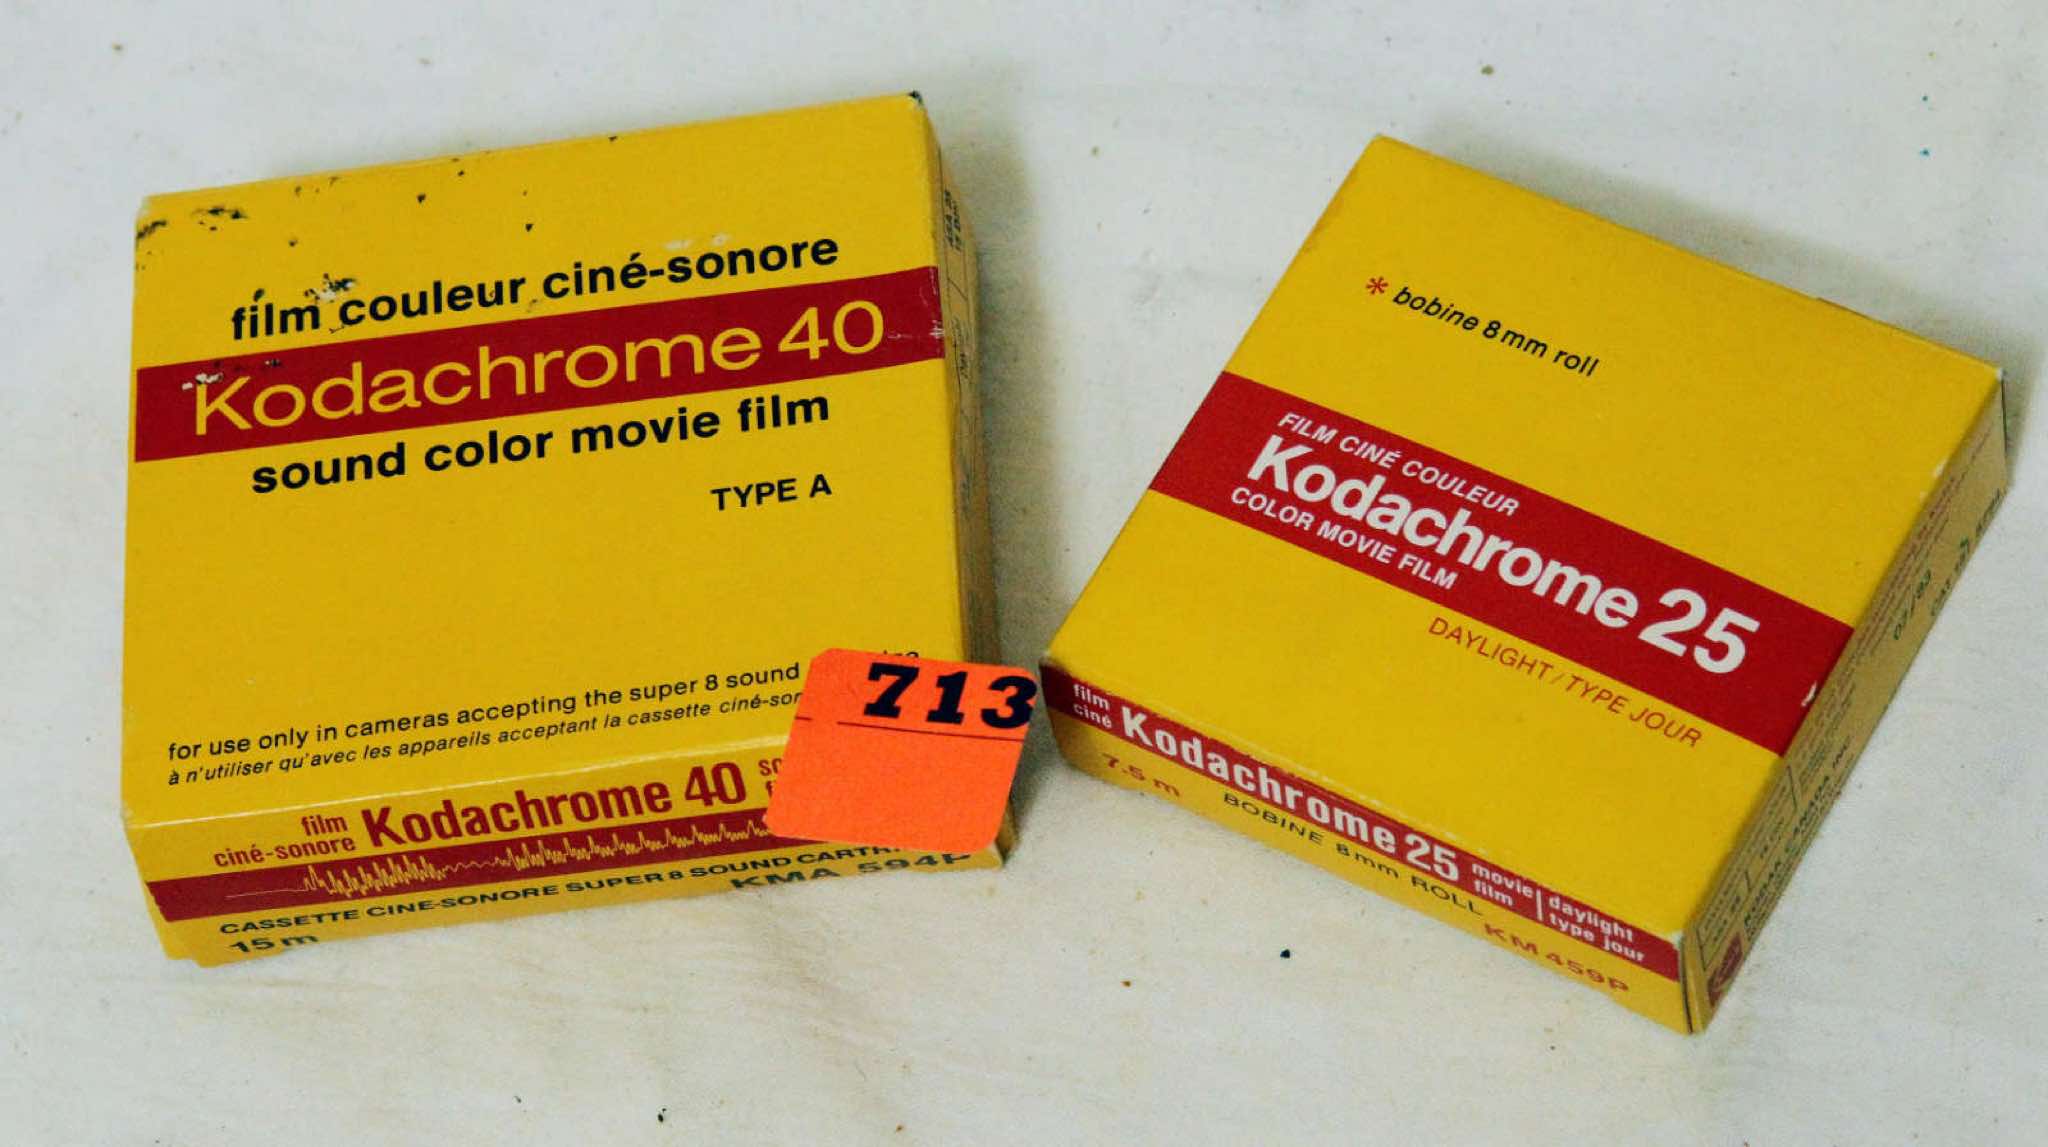 film couleur ciné-sonore
Kodachrome 40
sound color movie film
TYPE A
for use only in cameras accepting the super 8 sound
à n'utiliser qu'avec les appareils acceptant la cassette
film
ciné-sonore
Kodachrome 40
CASSETTE CINE-SONORE SUPER 8 SOUND
KMA 594P
15 m
713
* bobine 8 mm roll
FILM CINÉ COULEUR
Kodachrome 25
COLOR MOVIE FILM
DAYLIGHT / TYPE JOUR
film
ciné
Kodachrome 25
movie
film
daylight
type jour
7.5 m
BOBINE 8 mm ROLL
KM 459P
07/83